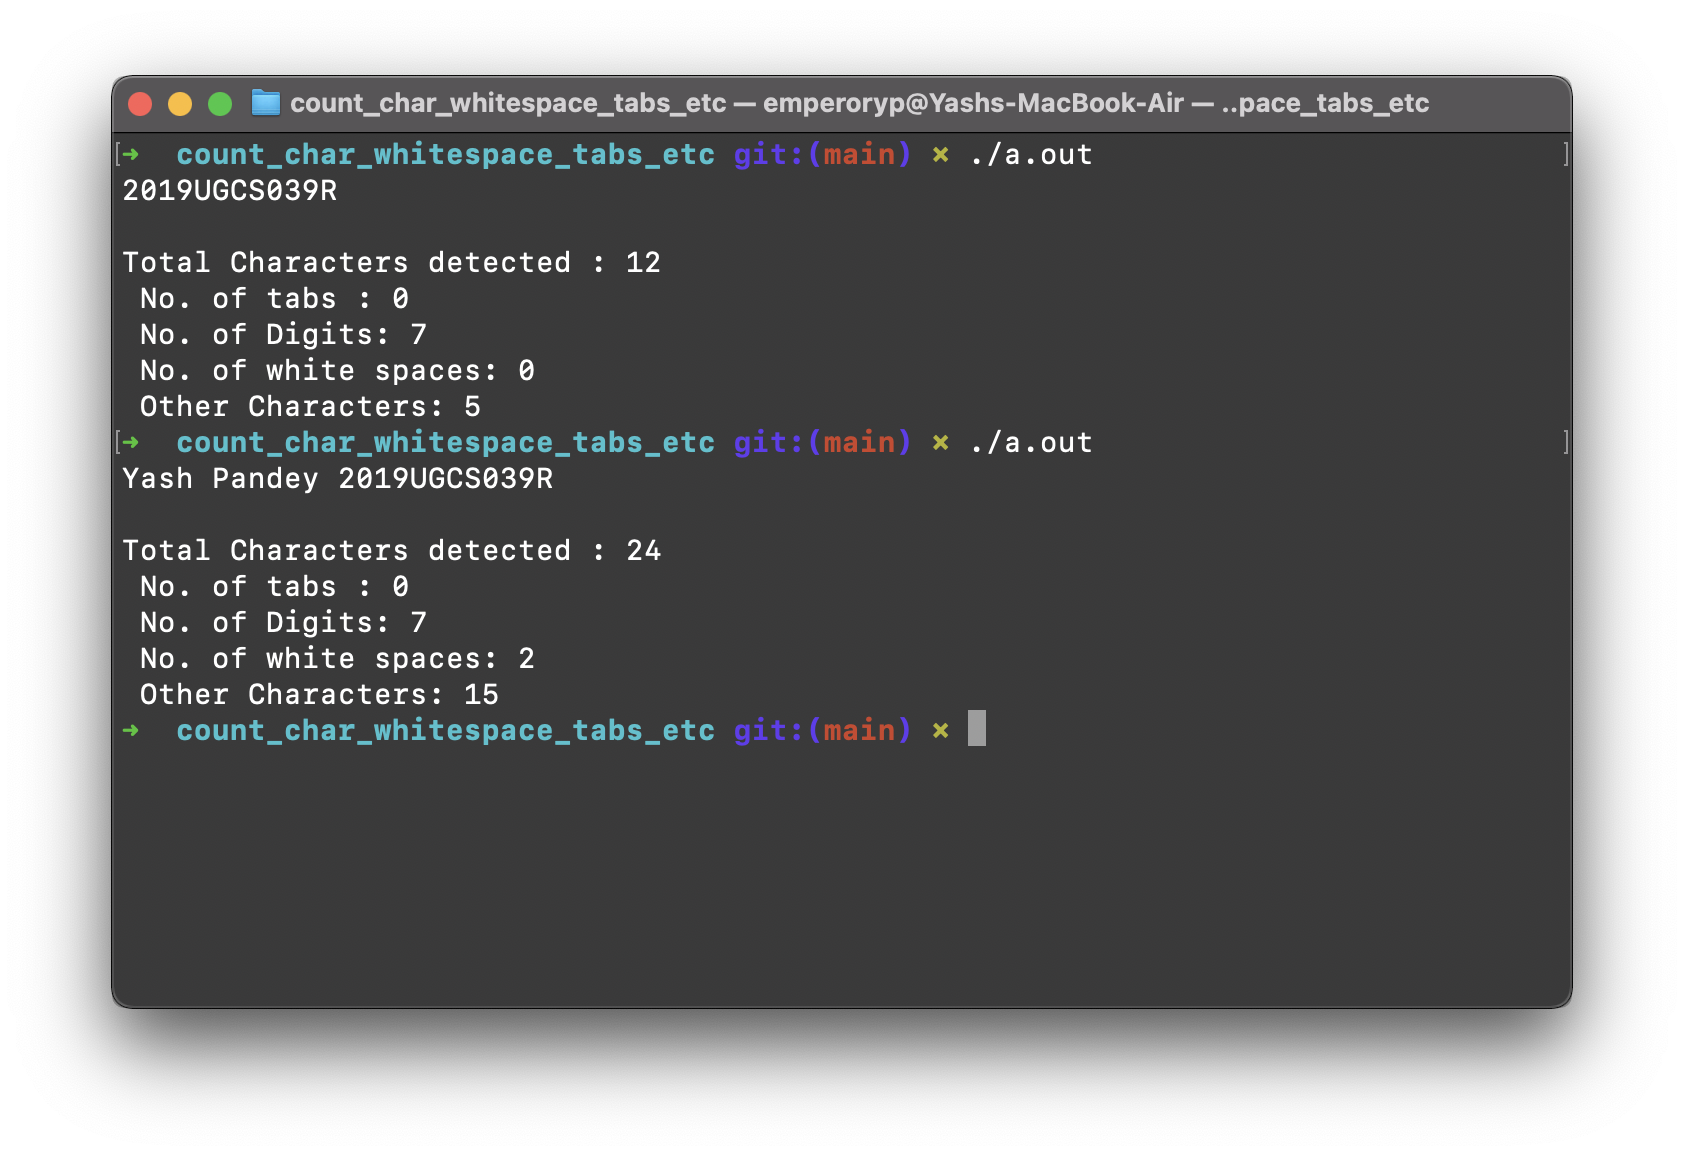 count_char_whitespace_tabs_etc — emperoryp@Yashs-MacBook-Air — ..pace_tabs_etc
[➜  count_char_whitespace_tabs_etc git:(main) ✗ ./a.out ]
2019UGCS039R
Total Characters detected : 12
 No. of tabs : 0
 No. of Digits: 7
 No. of white spaces: 0
 Other Characters: 5
[➜  count_char_whitespace_tabs_etc git:(main) ✗ ./a.out ]
Yash Pandey 2019UGCS039R
Total Characters detected : 24
 No. of tabs : 0
 No. of Digits: 7
 No. of white spaces: 2
 Other Characters: 15
➜  count_char_whitespace_tabs_etc git:(main) ✗